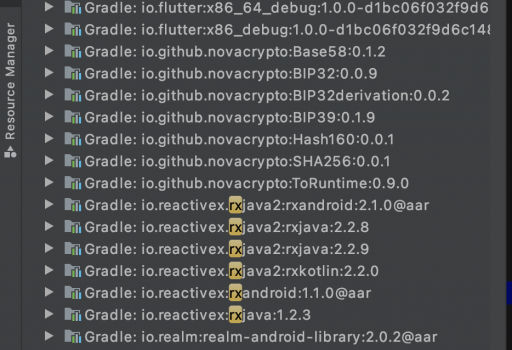 Resource Manager
Gradle: io.flutter:x86_64_debug:1.0.0-d1bc06f032f9d6
Gradle: io.flutter:x86_debug:1.0.0-d1bc06f032f9d6c148
Gradle: io.github.novacrypto:Base58:0.1.2
Gradle: io.github.novacrypto:BIP32:0.0.9
Gradle: io.github.novacrypto:BIP32derivation:0.0.2
Gradle: io.github.novacrypto:BIP39:0.1.9
Gradle: io.github.novacrypto:Hash160:0.0.1
Gradle: io.github.novacrypto:SHA256:0.0.1
Gradle: io.github.novacrypto:ToRuntime:0.9.0
Gradle: io.reactivex.rxjava2:rxandroid:2.1.0@aar
Gradle: io.reactivex.rxjava2:rxjava:2.2.8
Gradle: io.reactivex.rxjava2:rxjava:2.2.9
Gradle: io.reactivex.rxjava2:rxkotlin:2.2.0
Gradle: io.reactivex.rxandroid:1.1.0@aar
Gradle: io.reactivex.rxjava:1.2.3
Gradle: io.realm:realm-android-library:2.0.2@aar